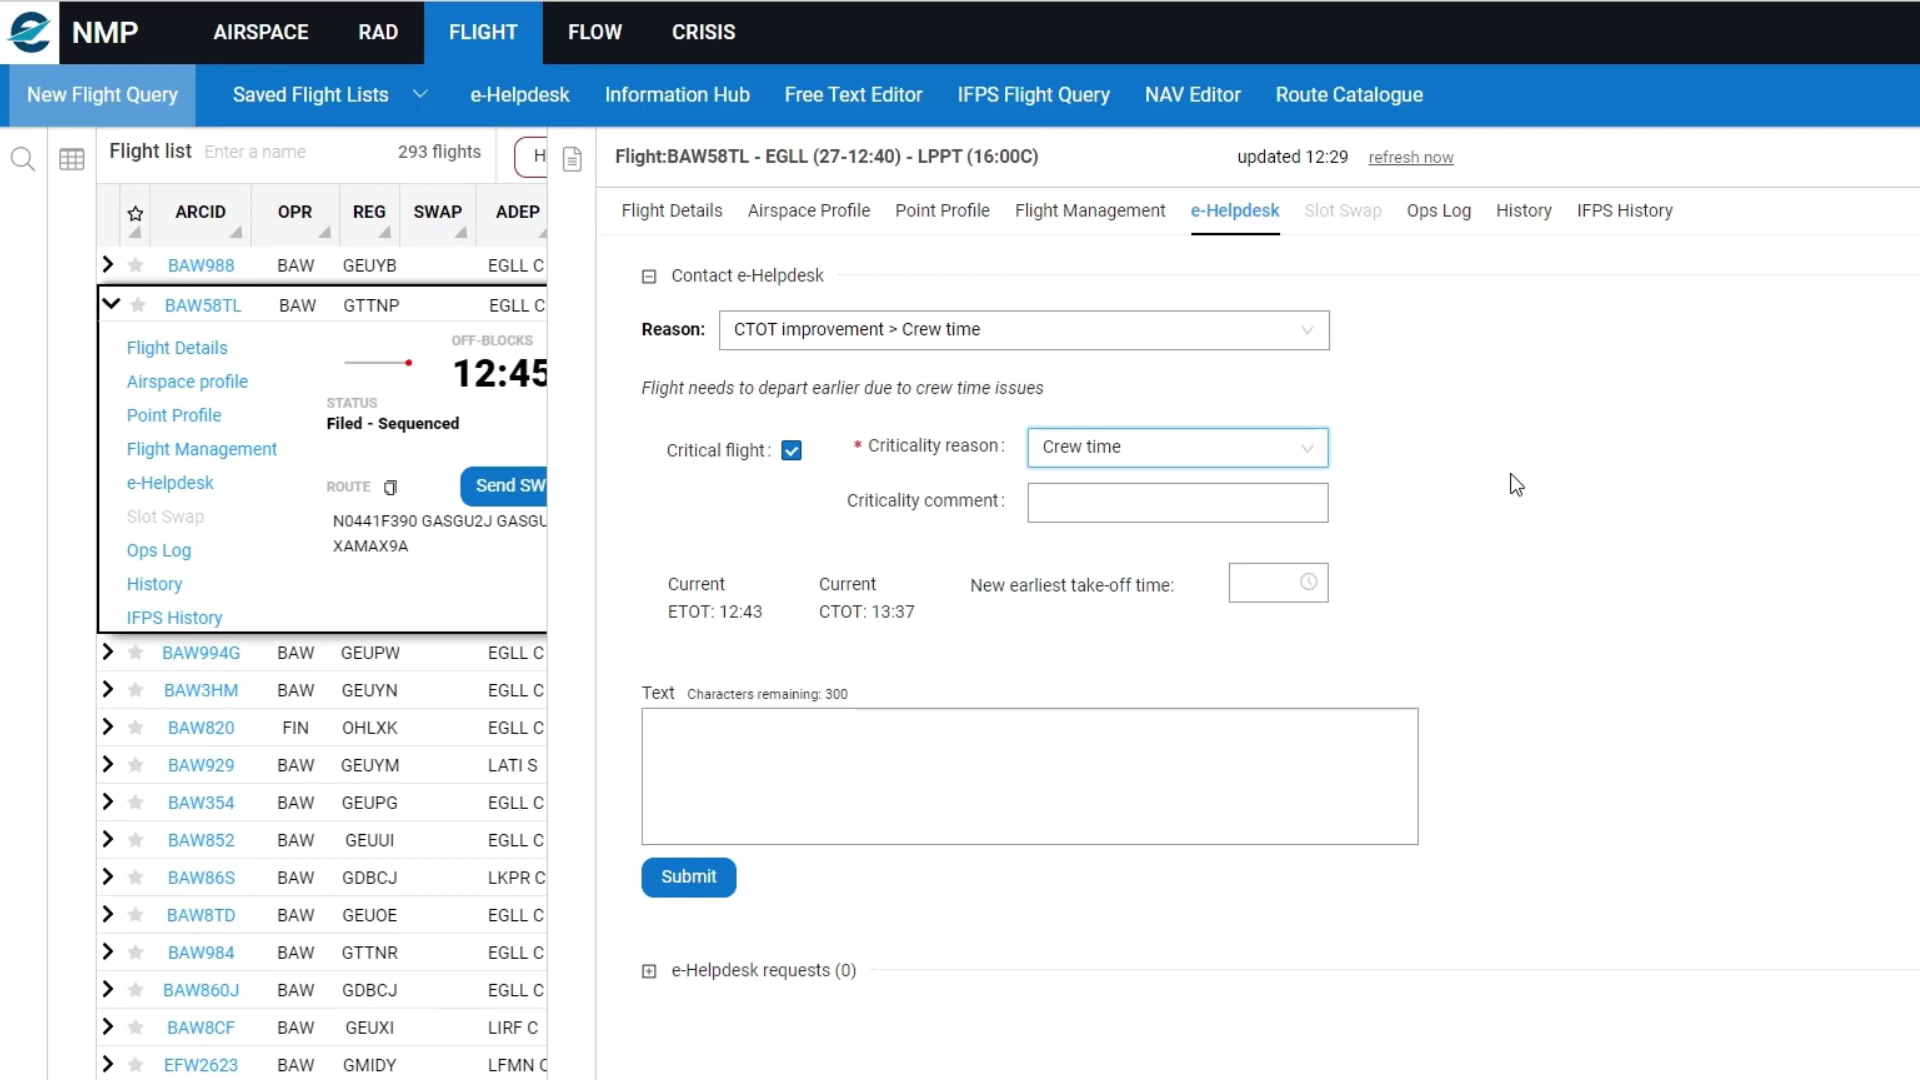 NMP
AIRSPACE
RAD
FLIGHT
FLOW
CRISIS
New Flight Query
Saved Flight Lists
e-Helpdesk
Information Hub
Free Text Editor
IFPS Flight Query
NAV Editor
Route Catalogue
Flight list Enter a name 293 flights H
ARCID OPR REG SWAP ADEP
BAW988 BAW GEUYB EGLL C
BAW58TL BAW GTTNP EGLL C
Flight Details
Airspace profile
Point Profile
Flight Management
e-Helpdesk
Slot Swap
Ops Log
History
IFPS History
OFF-BLOCKS
12:45
STATUS
Filed - Sequenced
ROUTE
Send SW
N0441F390 GASGU2J GASGU
XAMAX9A
BAW994G BAW GEUPW EGLL C
BAW3HM BAW GEUYN EGLL C
BAW820 FIN OHLXK EGLL C
BAW929 BAW GEUYM LATI S
BAW354 BAW GEUPG EGLL C
BAW852 BAW GEUUI EGLL C
BAW86S BAW GDBCJ LKPR C
BAW8TD BAW GEUOE EGLL C
BAW984 BAW GTTNR EGLL C
BAW860J BAW GDBCJ EGLL C
BAW8CF BAW GEUXI LIRF C
EFW2623 BAW GMIDY LFMN C
Flight:BAW58TL - EGLL (27-12:40) - LPPT (16:00C)
updated 12:29 refresh now
Flight Details Airspace Profile Point Profile Flight Management e-Helpdesk Slot Swap Ops Log History IFPS History
Contact e-Helpdesk
Reason: CTOT improvement > Crew time
Flight needs to depart earlier due to crew time issues
Critical flight: * Criticality reason: Crew time
Criticality comment:
Current
ETOT: 12:43
Current
CTOT: 13:37
New earliest take-off time:
Text Characters remaining: 300
Submit
e-Helpdesk requests (0)